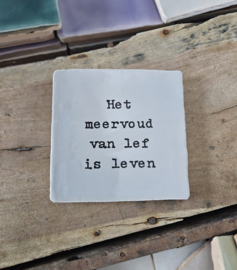 Het
meervoud
van lef
is leven